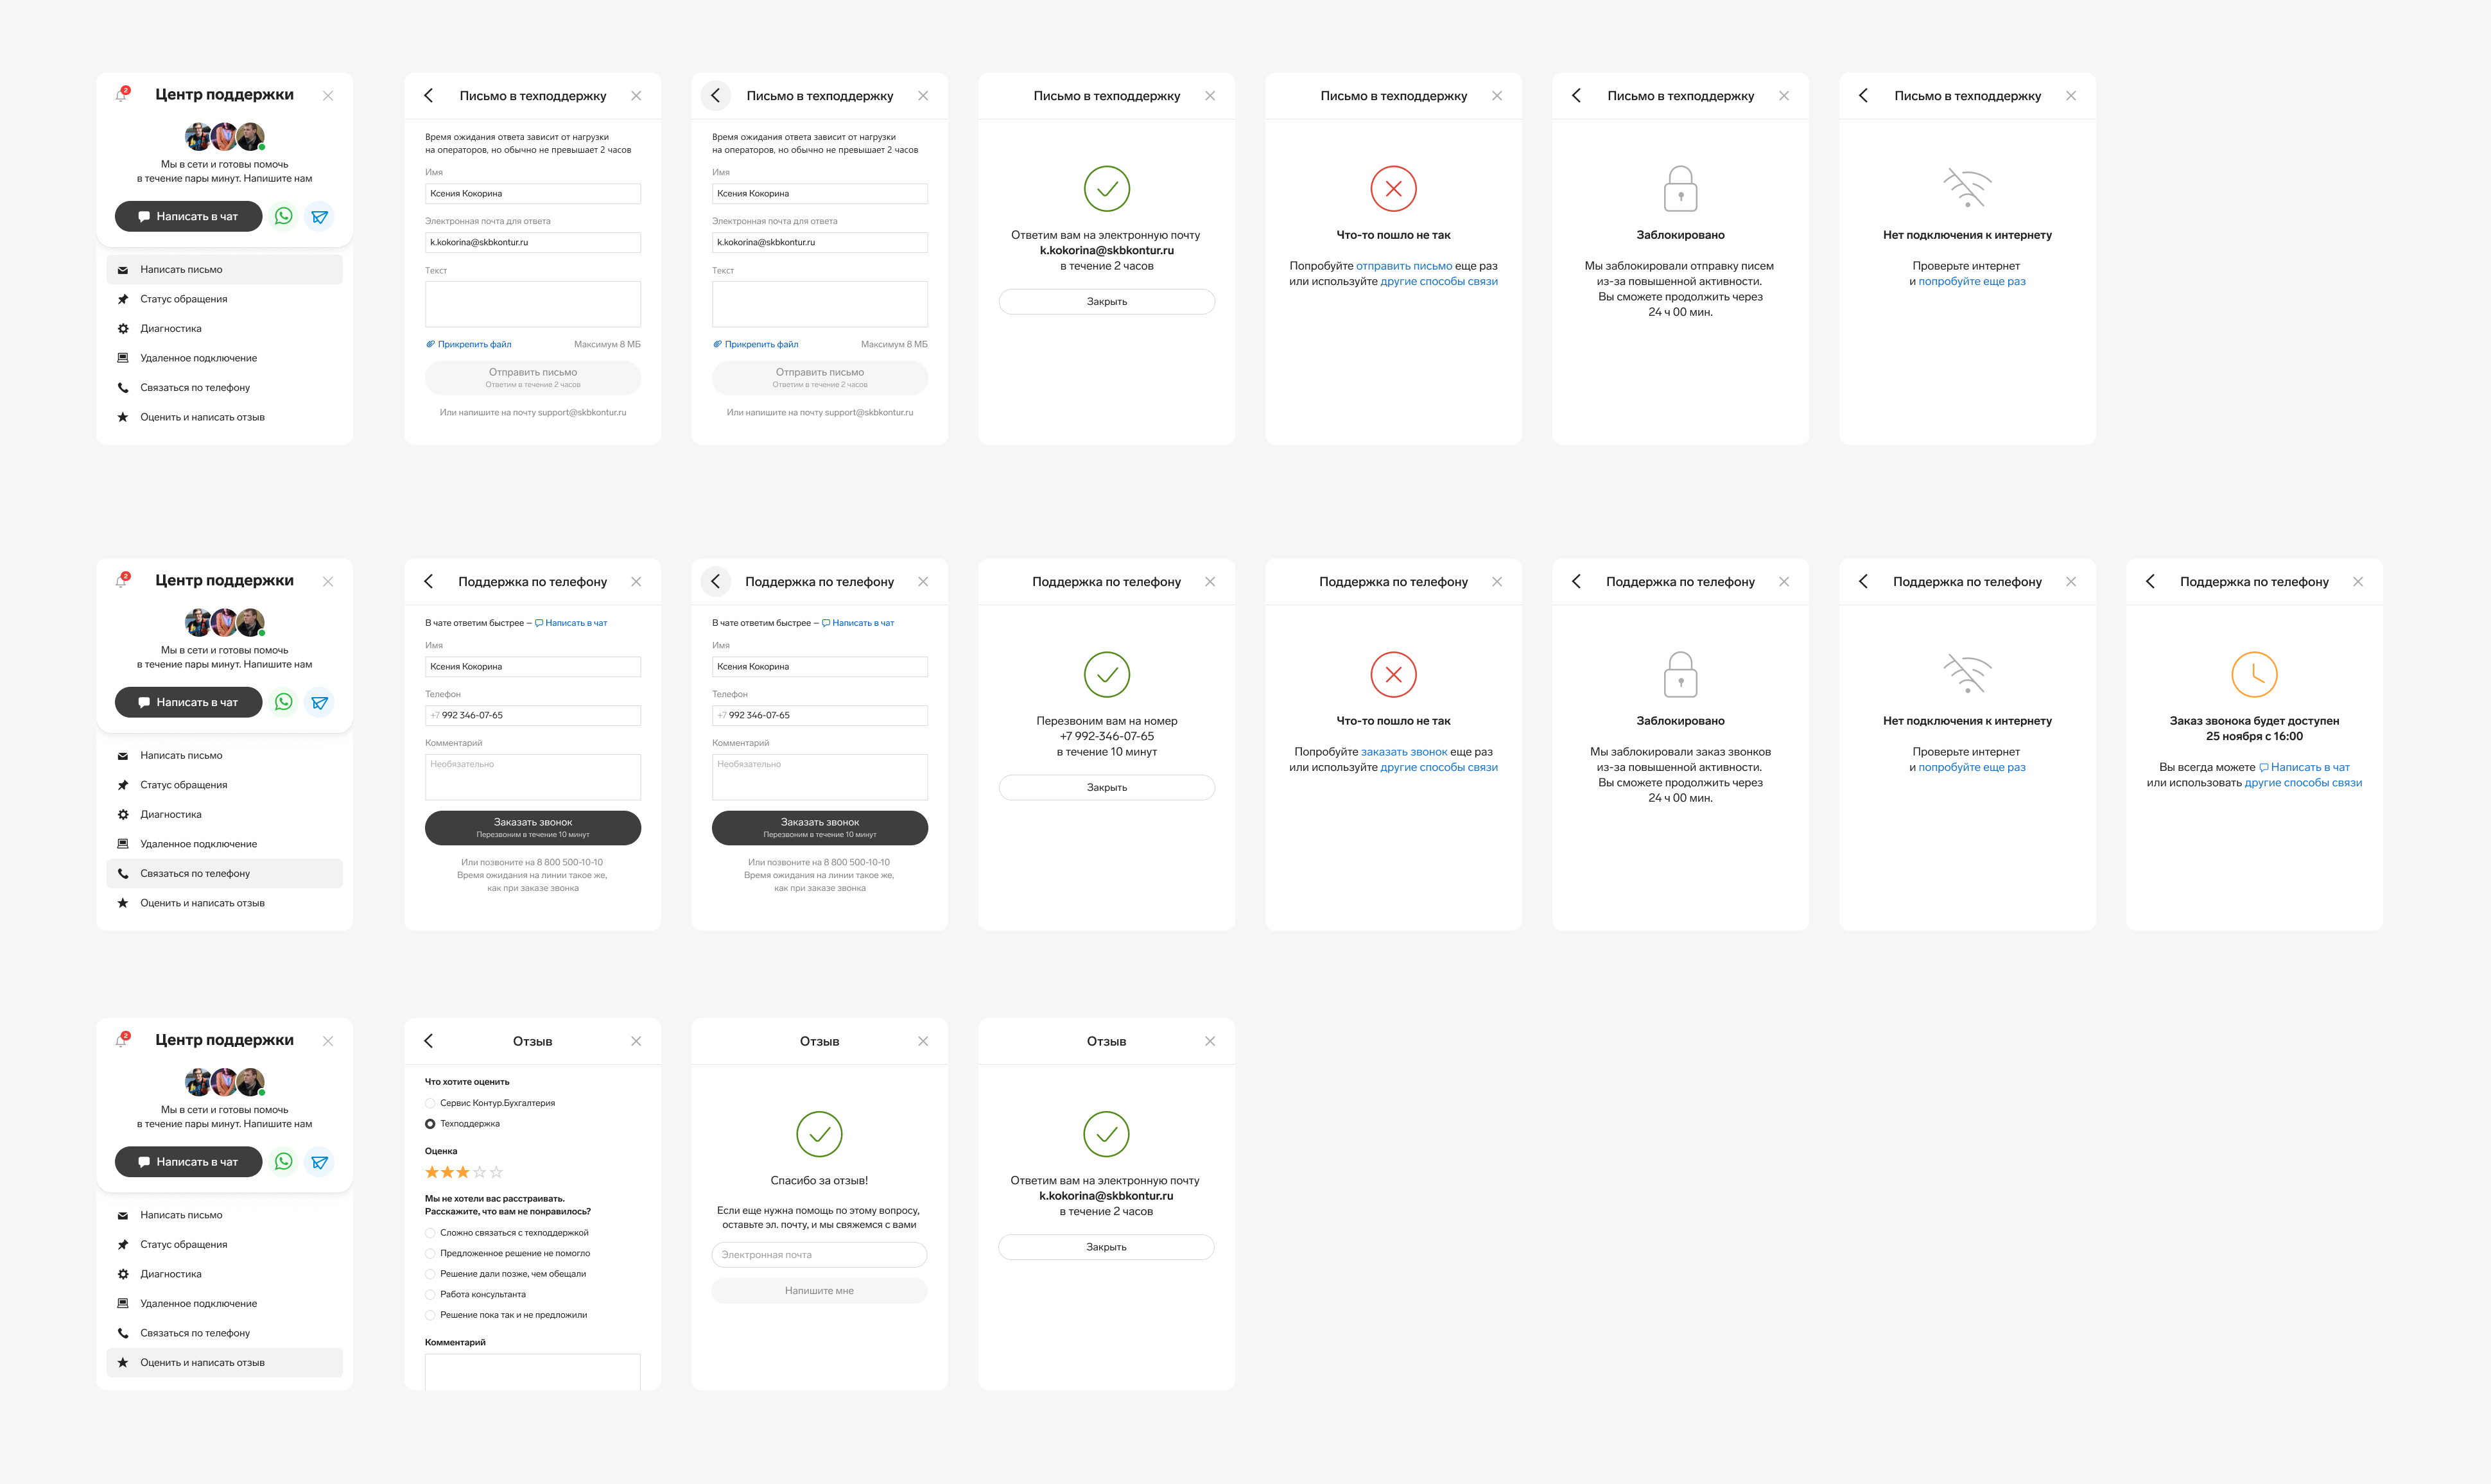 2
Центр поддержки
Мы в сети и готовы помочь
в течение пары минут. Напишите нам
Написать в чат
Написать письмо
Статус обращения
Диагностика
Удаленное подключение
Связаться по телефону
Оценить и написать отзыв
Письмо в техподдержку
Время ожидания ответа зависит от нагрузки
на операторов, но обычно не превышает 2 часов
Имя
Ксения Кокорина
Электронная почта для ответа
k.kokorina@skbkontur.ru
Текст
Прикрепить файл
Максимум 8 МБ
Отправить письмо
Ответим в течение 2 часов
Или напишите на почту support@skbkontur.ru
Письмо в техподдержку
Время ожидания ответа зависит от нагрузки
на операторов, но обычно не превышает 2 часов
Имя
Ксения Кокорина
Электронная почта для ответа
k.kokorina@skbkontur.ru
Текст
Прикрепить файл
Максимум 8 МБ
Отправить письмо
Ответим в течение 2 часов
Или напишите на почту support@skbkontur.ru
Письмо в техподдержку
Ответим вам на электронную почту
k.kokorina@skbkontur.ru
в течение 2 часов
Закрыть
Письмо в техподдержку
Что-то пошло не так
Попробуйте отправить письмо еще раз
или используйте другие способы связи
Письмо в техподдержку
Заблокировано
Мы заблокировали отправку писем
из-за повышенной активности.
Вы сможете продолжить через
24 ч 00 мин.
Письмо в техподдержку
Нет подключения к интернету
Проверьте интернет
и попробуйте еще раз
2
Центр поддержки
Мы в сети и готовы помочь
в течение пары минут. Напишите нам
Написать в чат
Написать письмо
Статус обращения
Диагностика
Удаленное подключение
Связаться по телефону
Оценить и написать отзыв
Поддержка по телефону
В чате ответим быстрее – Написать в чат
Имя
Ксения Кокорина
Телефон
+7 992 346-07-65
Комментарий
Необязательно
Заказать звонок
Перезвоним в течение 10 минут
Или позвоните на 8 800 500-10-10
Время ожидания на линии такое же,
как при заказе звонка
Поддержка по телефону
В чате ответим быстрее – Написать в чат
Имя
Ксения Кокорина
Телефон
+7 992 346-07-65
Комментарий
Необязательно
Заказать звонок
Перезвоним в течение 10 минут
Или позвоните на 8 800 500-10-10
Время ожидания на линии такое же,
как при заказе звонка
Поддержка по телефону
Перезвоним вам на номер
+7 992-346-07-65
в течение 10 минут
Закрыть
Поддержка по телефону
Что-то пошло не так
Попробуйте заказать звонок еще раз
или используйте другие способы связи
Поддержка по телефону
Заблокировано
Мы заблокировали заказ звонков
из-за повышенной активности.
Вы сможете продолжить через
24 ч 00 мин.
Поддержка по телефону
Нет подключения к интернету
Проверьте интернет
и попробуйте еще раз
Поддержка по телефону
Заказ звонока будет доступен
25 ноября с 16:00
Вы всегда можете Написать в чат
или использовать другие способы связи
2
Центр поддержки
Мы в сети и готовы помочь
в течение пары минут. Напишите нам
Написать в чат
Написать письмо
Статус обращения
Диагностика
Удаленное подключение
Связаться по телефону
Оценить и написать отзыв
Отзыв
Что хотите оценить
Сервис Контур.Бухгалтерия
Техподдержка
Оценка
Мы не хотели вас расстраивать.
Расскажите, что вам не понравилось?
Сложно связаться с техподдержкой
Предложенное решение не помогло
Решение дали позже, чем обещали
Работа консультанта
Решение пока так и не предложили
Комментарий
Отзыв
Спасибо за отзыв!
Если еще нужна помощь по этому вопросу,
оставьте эл. почту, и мы свяжемся с вами
Электронная почта
Напишите мне
Отзыв
Ответим вам на электронную почту
k.kokorina@skbkontur.ru
в течение 2 часов
Закрыть